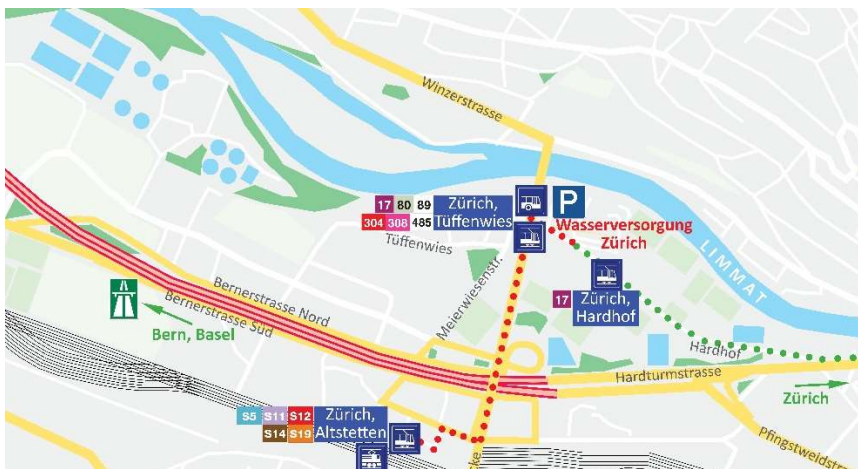 Winzerstrasse
17 80 89 Zürich,
304 308 485 Tüffenwies
P
Wasserversorgung
Zürich
Tüffenwies
Meierwiesenstr.
LIMMAT
17 Zürich,
Hardhof
Bernerstrasse Nord
Bernerstrasse Süd
Bern, Basel
Hardhof
Hardturmstrasse
Zürich
S5 S11 S12 Zürich,
S14 S19 Altstetten
Pfingstweidstr
cke